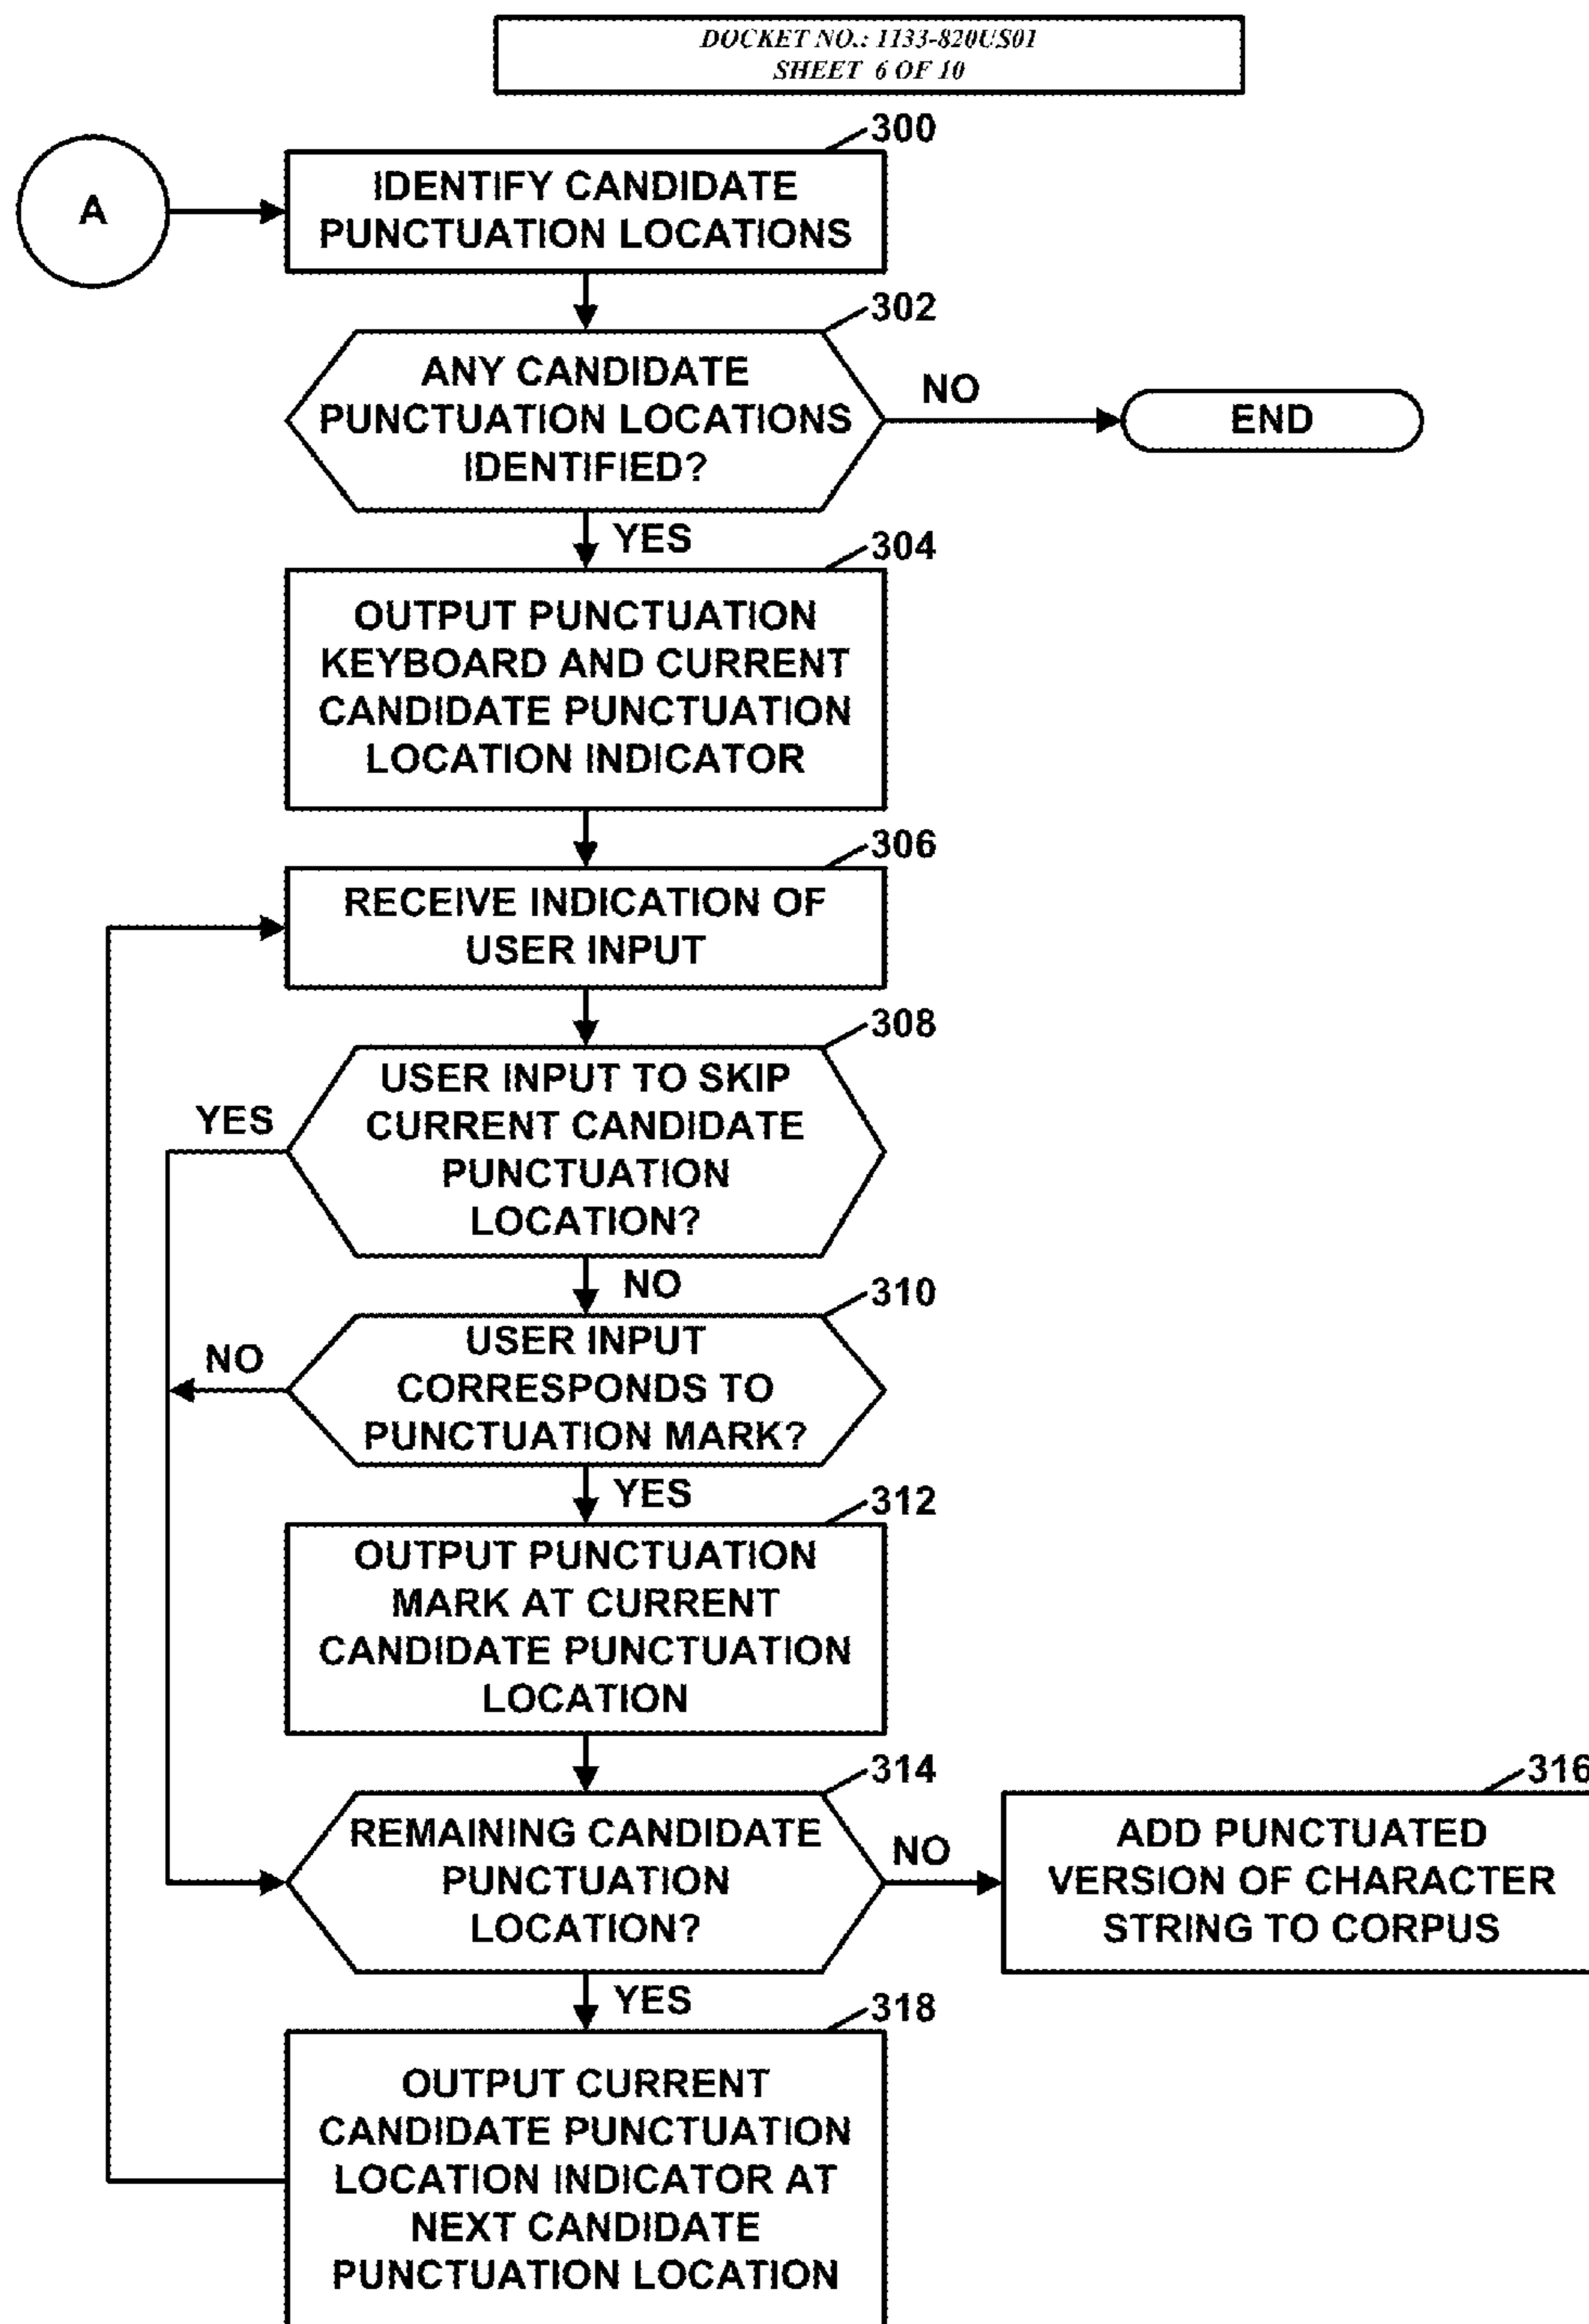 DOCKET NO.: 1133-820US01
SHEET 6 OF 10
300
A
IDENTIFY CANDIDATE
PUNCTUATION LOCATIONS
302
ANY CANDIDATE
PUNCTUATION LOCATIONS
IDENTIFIED?
NO
END
YES
304
OUTPUT PUNCTUATION
KEYBOARD AND CURRENT
CANDIDATE PUNCTUATION
LOCATION INDICATOR
306
RECEIVE INDICATION OF
USER INPUT
308
USER INPUT TO SKIP
CURRENT CANDIDATE
PUNCTUATION
LOCATION?
YES
NO
310
USER INPUT
CORRESPONDS TO
PUNCTUATION MARK?
NO
YES
312
OUTPUT PUNCTUATION
MARK AT CURRENT
CANDIDATE PUNCTUATION
LOCATION
314
REMAINING CANDIDATE
PUNCTUATION
LOCATION?
NO
316
ADD PUNCTUATED
VERSION OF CHARACTER
STRING TO CORPUS
YES
318
OUTPUT CURRENT
CANDIDATE PUNCTUATION
LOCATION INDICATOR AT
NEXT CANDIDATE
PUNCTUATION LOCATION